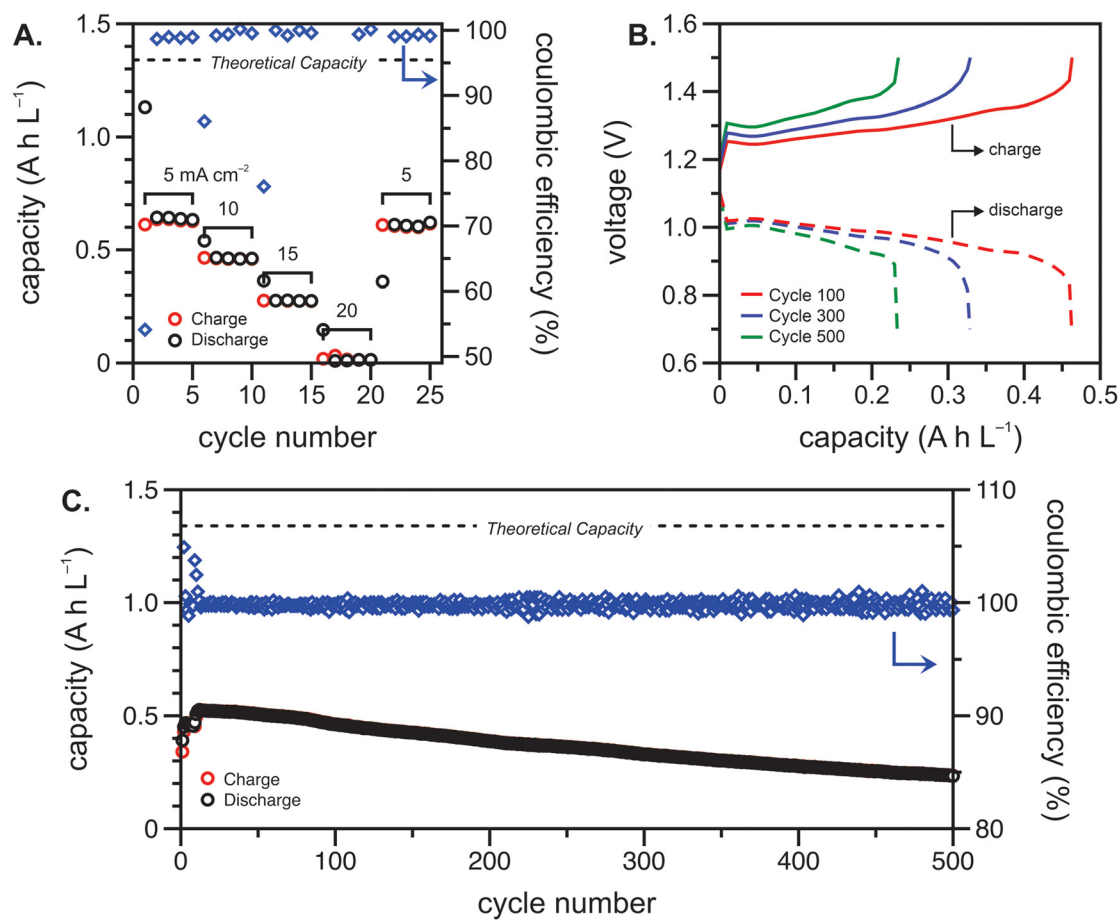 A.
capacity (A h L⁻¹)
1.5
1.0
0.5
0
Theoretical Capacity
5 mA cm⁻²
10
15
20
5
Charge
Discharge
0
5
10
15
20
25
cycle number
100
90
80
70
60
50
coulombic efficiency
(%)
B.
voltage (V)
1.6
1.4
1.2
1.0
0.8
0.6
charge
discharge
Cycle 100
Cycle 300
Cycle 500
0
0.1
0.2
0.3
0.4
0.5
capacity (A h L⁻¹)
C.
capacity (A h L⁻¹)
1.5
1.0
0.5
0
Theoretical Capacity
Charge
Discharge
0
100
200
300
400
500
cycle number
110
100
90
80
coulombic efficiency
(%)